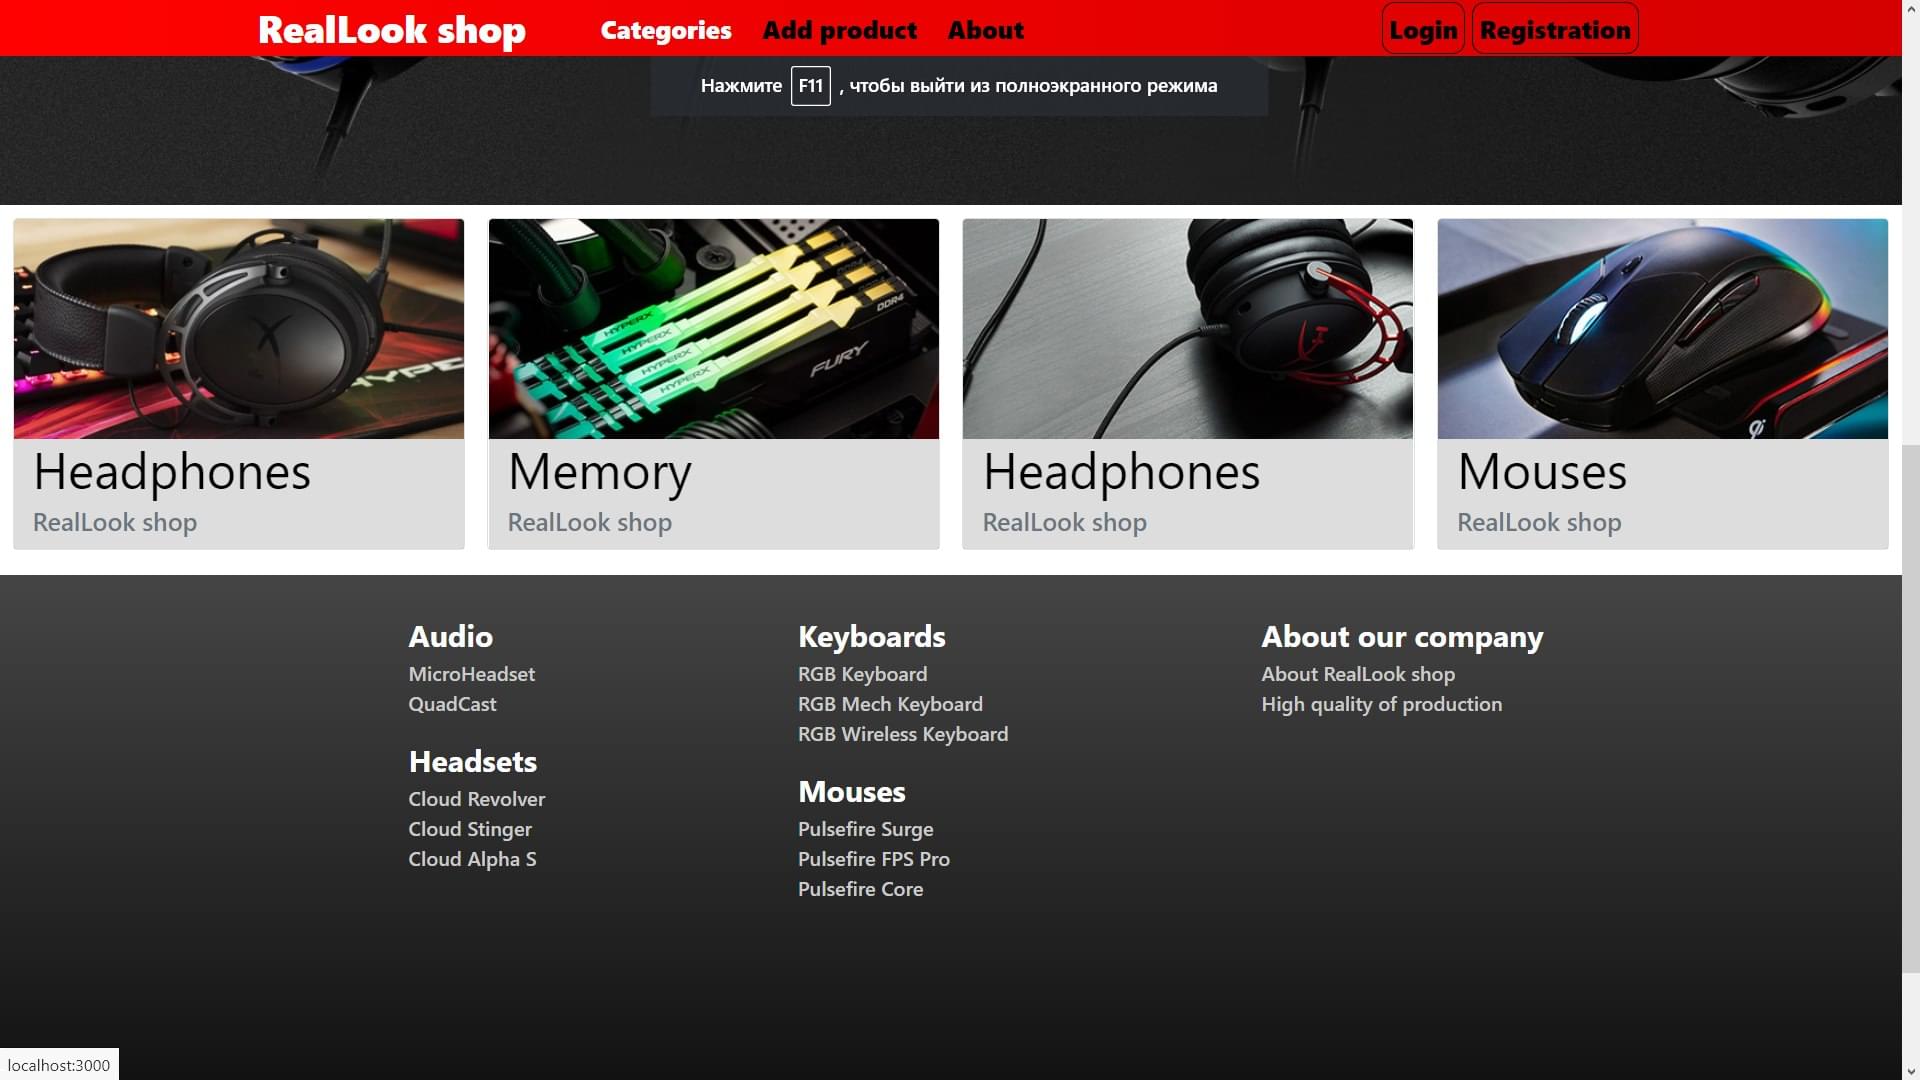 RealLook shop Categories Add product About Login Registration
Нажмите F11 , чтобы выйти из полноэкранного режима
HYPE
HYPERX
HYPERX
HYPERX
HYPERX
FURY
DDR4
DDR4
Headphones
RealLook shop
Memory
RealLook shop
Headphones
RealLook shop
Mouses
RealLook shop
Audio
MicroHeadset
QuadCast
Headsets
Cloud Revolver
Cloud Stinger
Cloud Alpha S
Keyboards
RGB Keyboard
RGB Mech Keyboard
RGB Wireless Keyboard
Mouses
Pulsefire Surge
Pulsefire FPS Pro
Pulsefire Core
About our company
About RealLook shop
High quality of production
localhost:3000